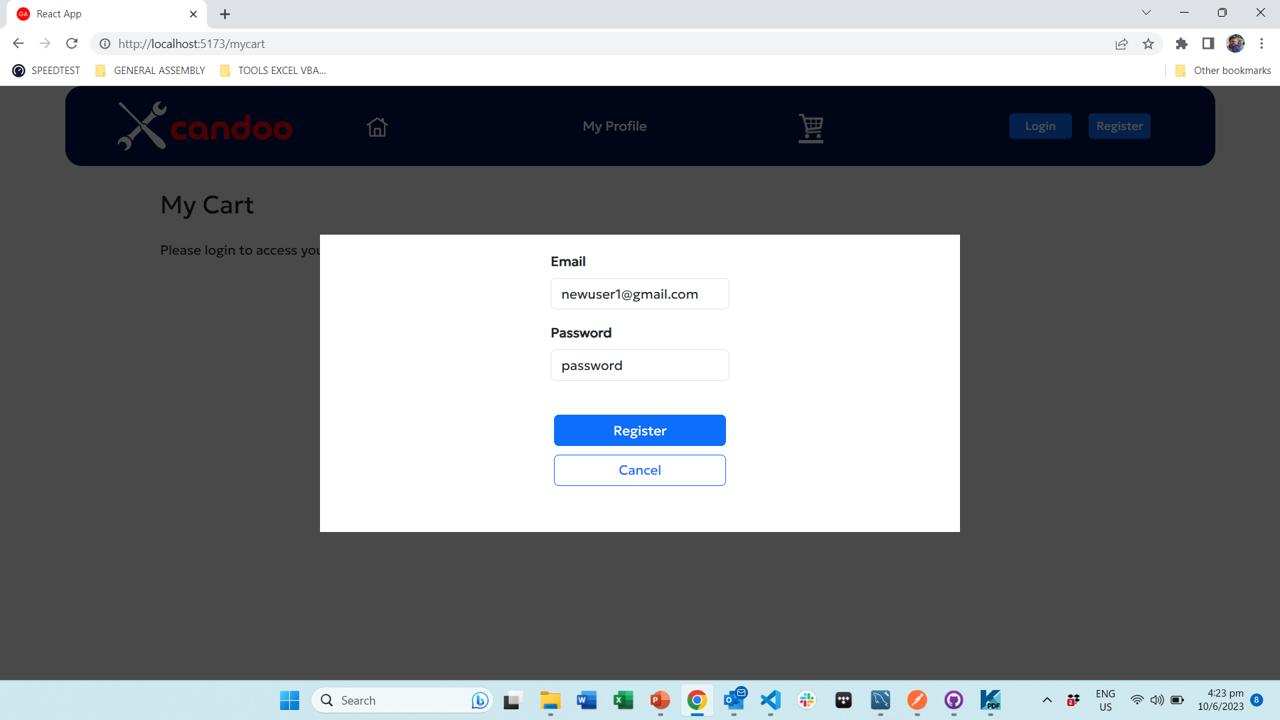 GA React App
http://localhost:5173/mycart
SPEEDTEST GENERAL ASSEMBLY TOOLS EXCEL VBA... Other bookmarks
candoo My Profile Login Register
My Cart
Please login to access you
Email
newuser1@gmail.com
Password
password
Register
Cancel
Search
ENG
US
4:23 pm
10/6/2023
8